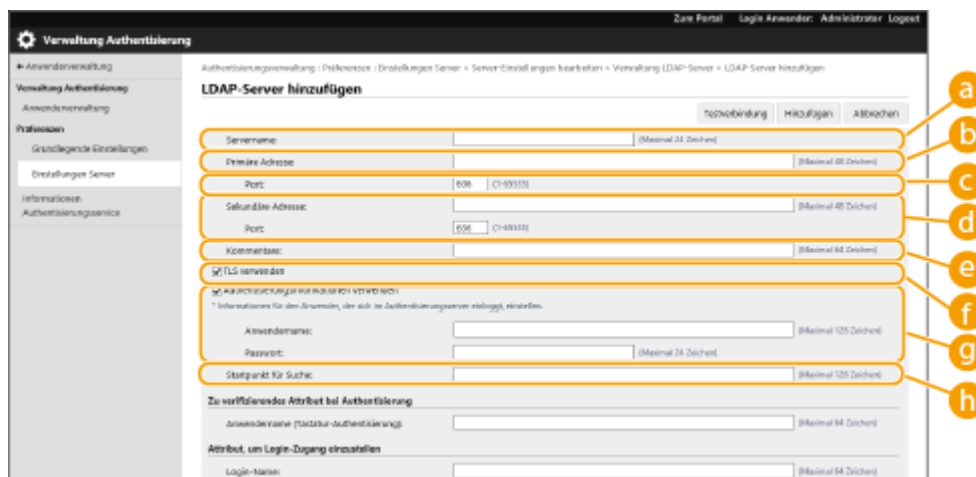 Zum Portal Login Anwender: Administrator Logout
Verwaltung Authentisierung
Anwenderverwaltung
Authentisierungsverwaltung : Präferenzen : Einstellungen Server > Server-Einstellungen bearbeiten > Verwaltung LDAP-Server > LDAP-Server hinzufügen
Verwaltung Authentisierung
Anwenderverwaltung
Präferenzen
Grundlegende Einstellungen
Einstellungen Server
Informationen
Authentisierungsservice
LDAP-Server hinzufügen
Testverbindung Hinzufügen Abbrechen
a
Servername: (Maximal 24 Zeichen)
b
Primäre Adresse: (Maximal 48 Zeichen)
c
Port: 636 (1-65535)
d
Sekundäre Adresse: (Maximal 48 Zeichen)
Port: 636 (1-65535)
e
Kommentare: (Maximal 64 Zeichen)
f
TLS verwenden
g
Authentisierungsinformationen verwenden
* Informationen für den Anwender, der sich im Authentisierungsserver einloggt, einstellen.
Anwendername: (Maximal 128 Zeichen)
Passwort: (Maximal 24 Zeichen)
h
Startpunkt für Suche: (Maximal 128 Zeichen)
Zu verifizierendes Attribut bei Authentisierung
Anwendername (Tastatur-Authentisierung): (Maximal 64 Zeichen)
Attribut, um Login-Zugang einzustellen
Login-Name: (Maximal 64 Zeichen)